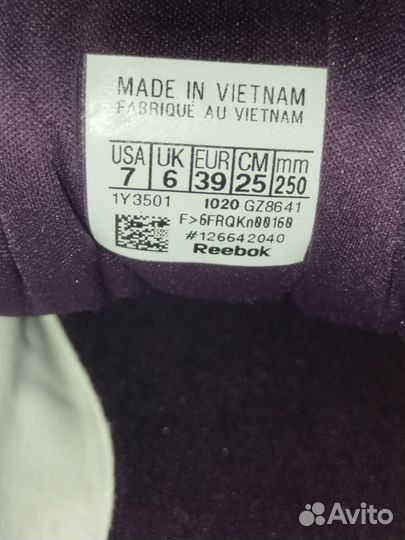 MADE IN VIETNAM
FABRIQUÉ AU VIETNAM
USA UK EUR CM mm
7 6 39 25 250
1Y3501 1020 GZ8641
F>6FRQKn00160
#126642040
Reebok
Avito